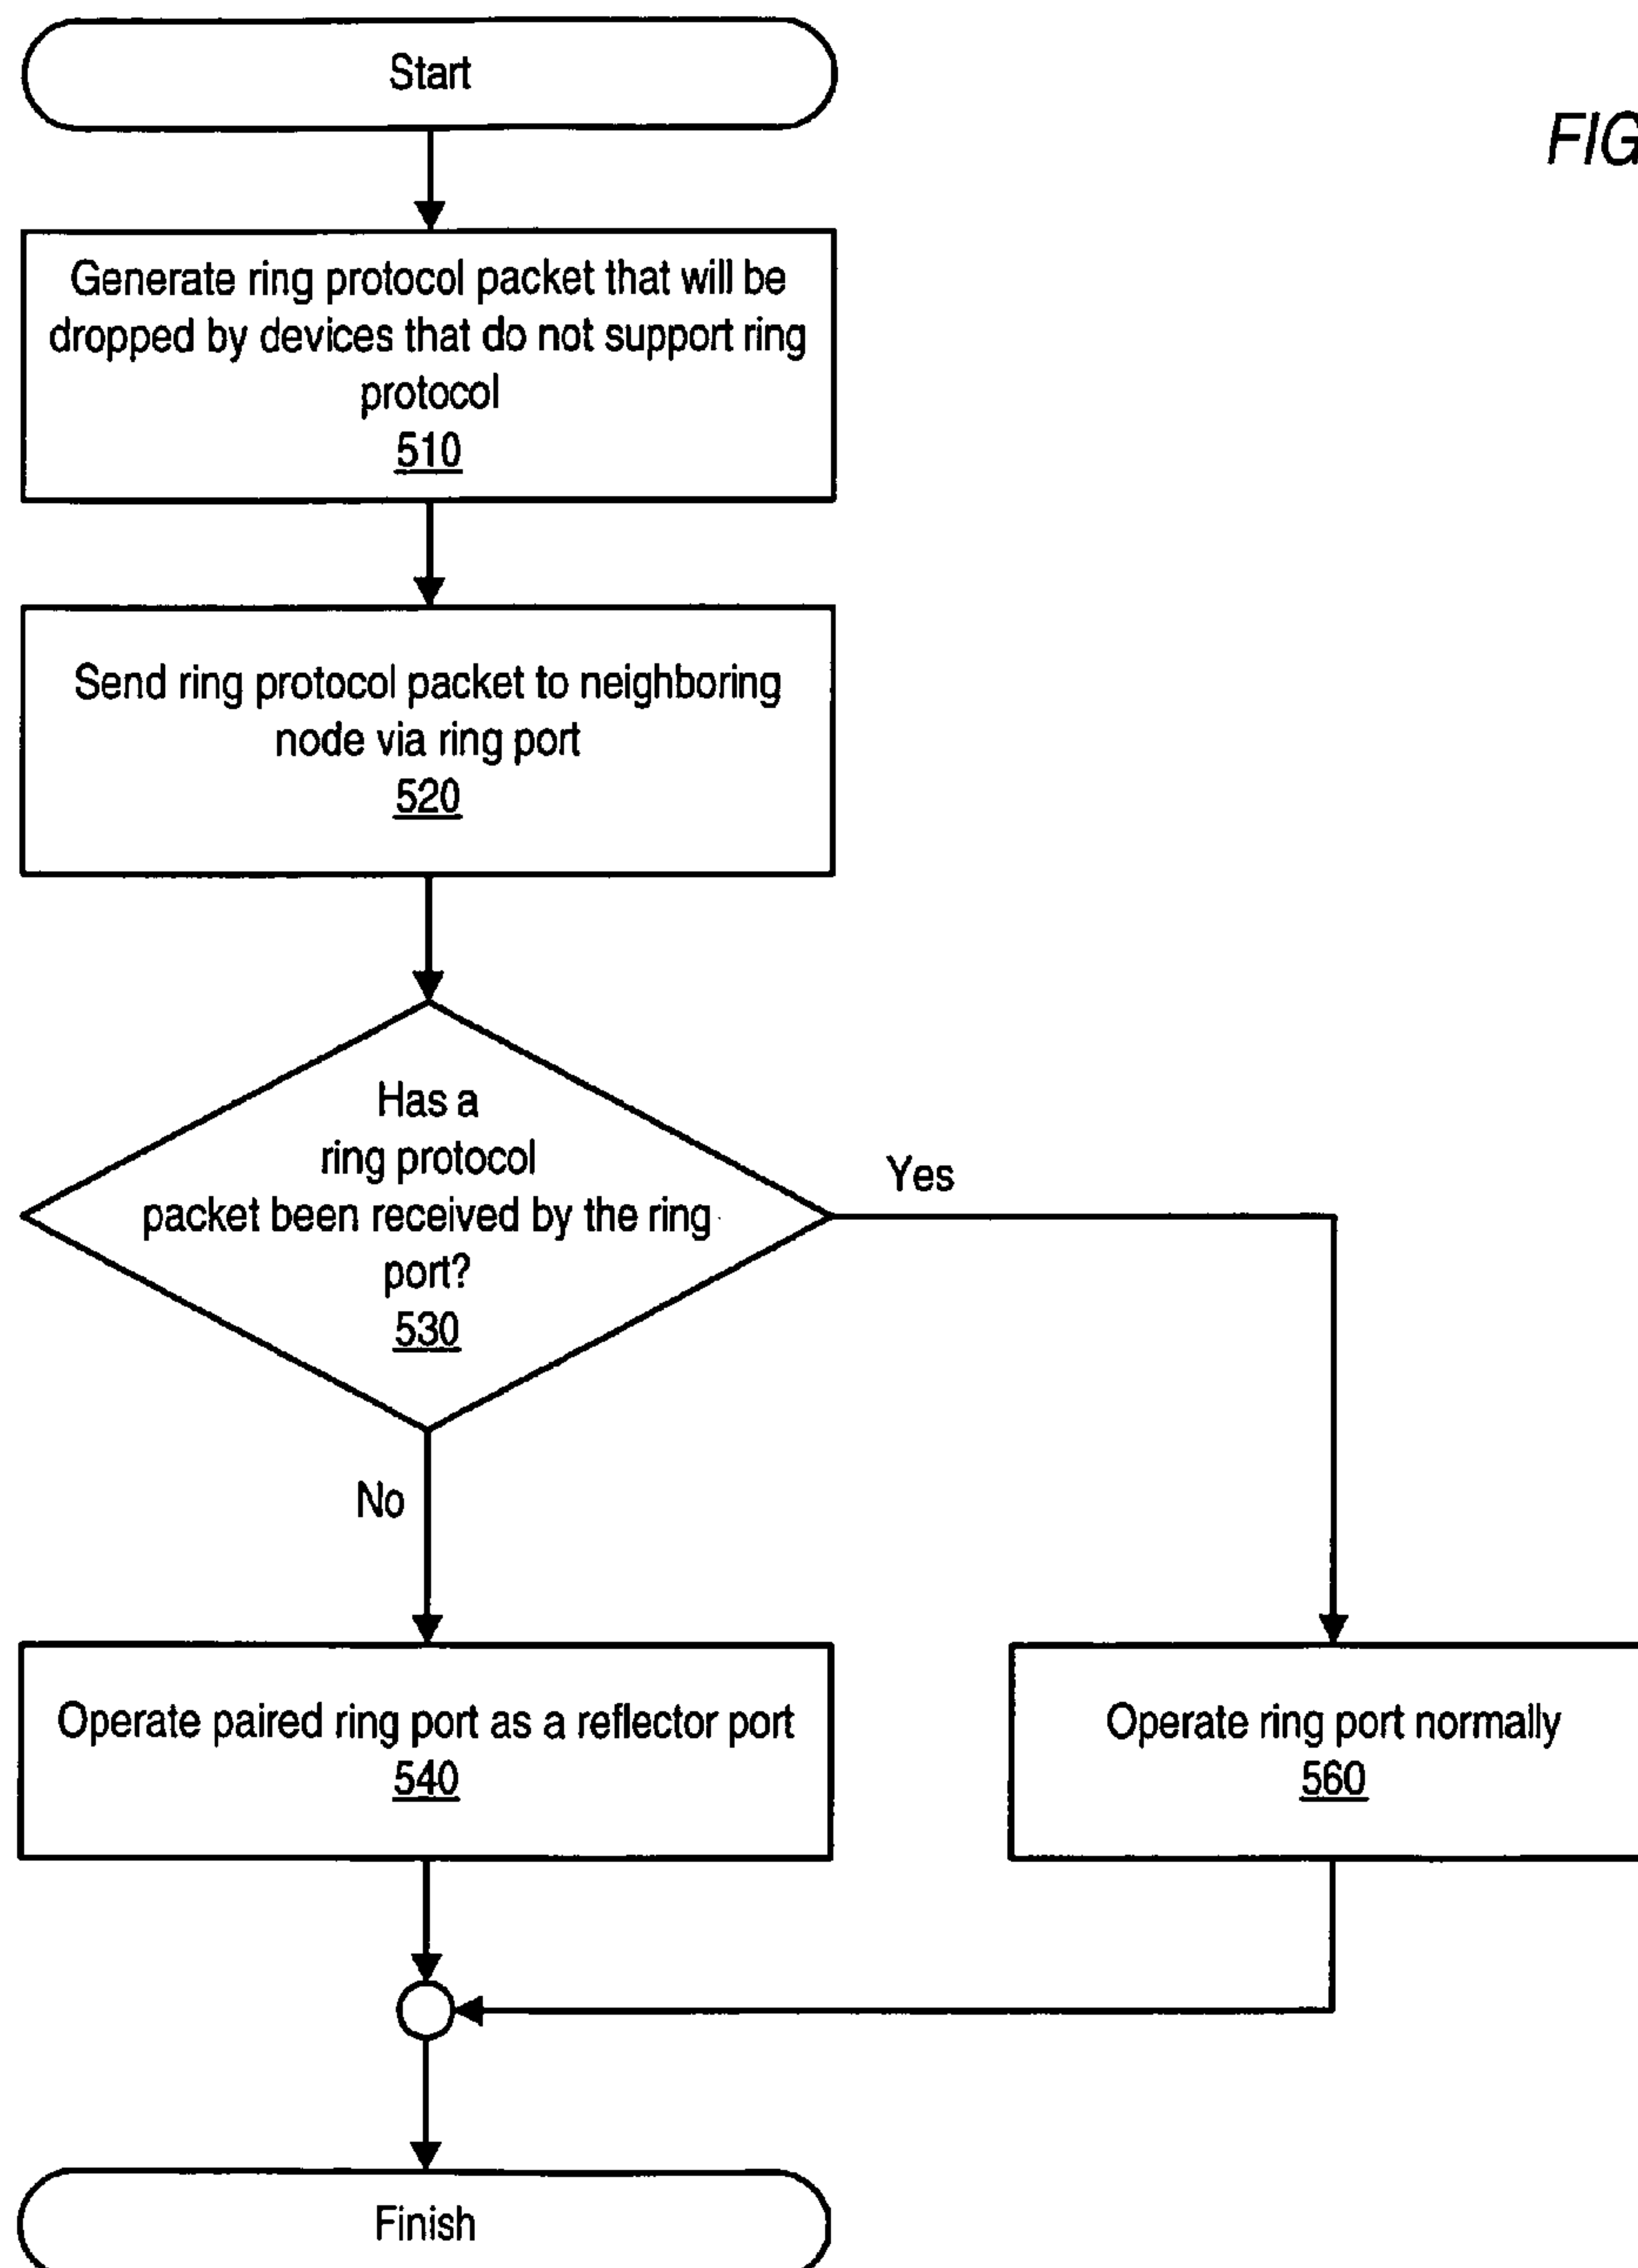 Start
FIG
Generate ring protocol packet that will be
dropped by devices that do not support ring
protocol
510
Send ring protocol packet to neighboring
node via ring port
520
Has a
ring protocol
packet been received by the ring
port?
530
Yes
No
Operate paired ring port as a reflector port
540
Operate ring port normally
560
Finish